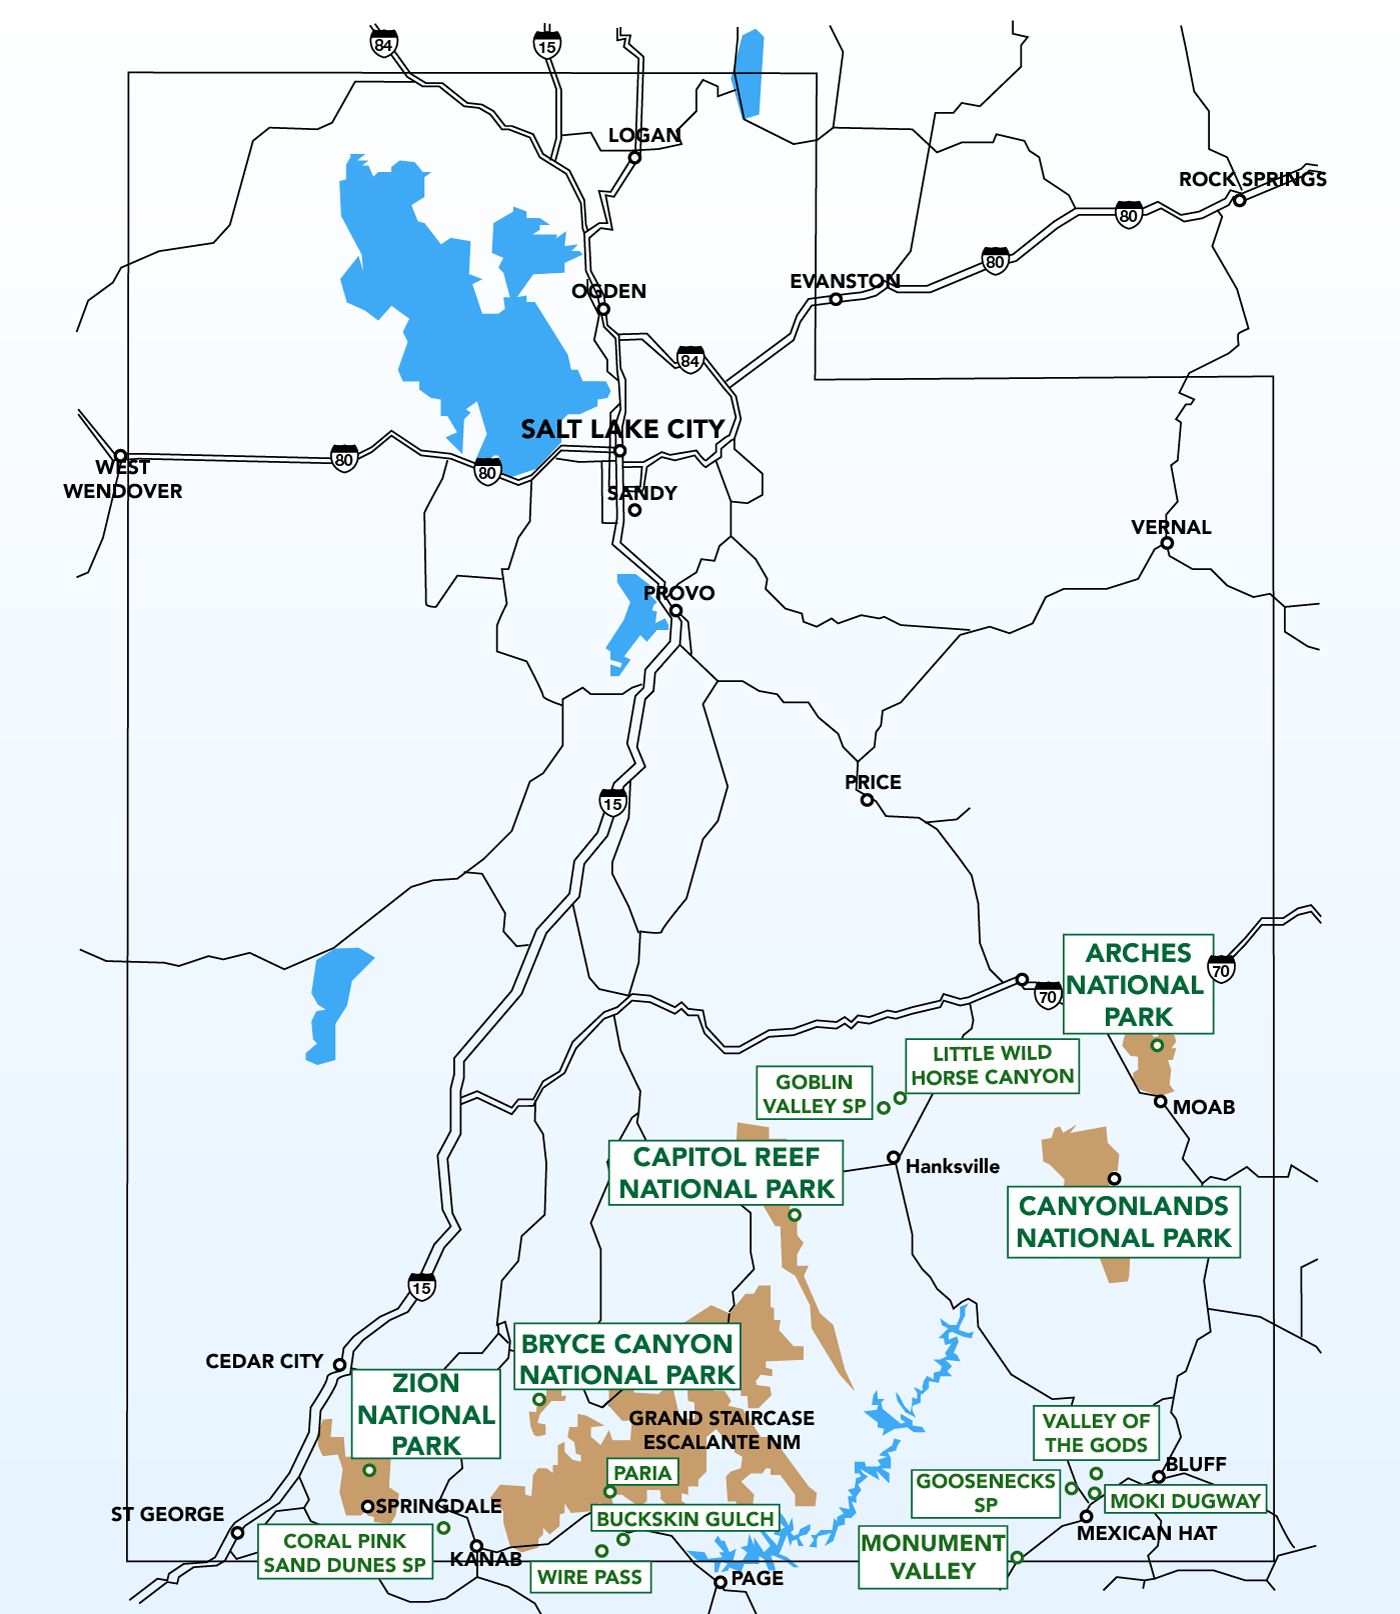 84
15
LOGAN
ROCK SPRINGS
80
80
EVANSTON
OGDEN
84
SALT LAKE CITY
80
80
WEST
WENDOVER
SANDY
VERNAL
PROVO
PRICE
15
ARCHES
NATIONAL
PARK
70
70
LITTLE WILD
HORSE CANYON
GOBLIN
VALLEY SP
MOAB
CAPITOL REEF
NATIONAL PARK
Hanksville
CANYONLANDS
NATIONAL PARK
15
BRYCE CANYON
NATIONAL PARK
CEDAR CITY
ZION
NATIONAL
PARK
GRAND STAIRCASE
ESCALANTE NM
VALLEY OF
THE GODS
PARIA
BLUFF
GOOSENECKS
SP
MOKI DUGWAY
SPRINGDALE
ST GEORGE
BUCKSKIN GULCH
MEXICAN HAT
CORAL PINK
SAND DUNES SP
KANAB
MONUMENT
VALLEY
WIRE PASS
PAGE